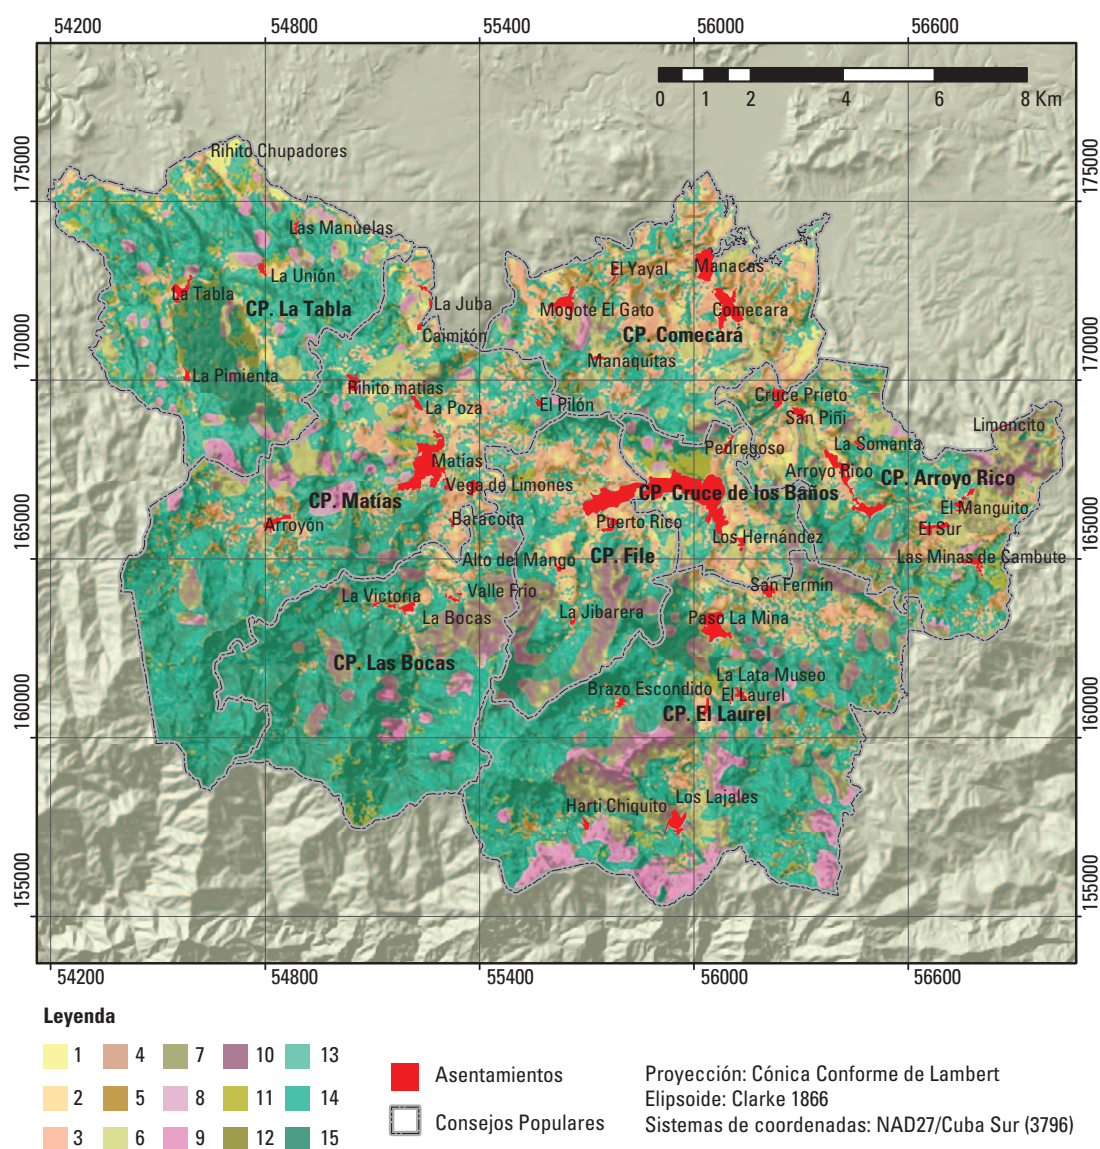 54200 54800 55400 56000 56600
0 1 2 4 6 8 Km
175000 175000
Rihito Chupadores
Las Manuelas
La Unión
La Tabla
CP. La Tabla
La Juba
Caimitón
La Pimienta
El Yayal
Manacas
Mogote El Gato
Comecara
CP. Comecará
Manaquitas
170000 170000
Rihito matias
La Poza
El Pilón
Cruce Prieto
San Piñi
Limoncito
Pedregoso
La Somanta
Matias
Arroyo Rico
Vega de Limones
CP. Arroyo Rico
CP. Matías
CP. Cruce de los Baños
El Manguito
Arroyón
Baracoita
Puerto Rico
El Sur
Los Hernández
165000 165000
Alto del Mango
CP. File
Las Minas de Cambute
La Victoria
Valle Frio
San Fermín
La Bocas
La Jibarera
Paso La Mina
CP. Las Bocas
La Lata Museo
Brazo Escondido
El Laurel
CP. El Laurel
160000 160000
Harti Chiquito
Los Lajales
155000 155000
54200 54800 55400 56000 56600
Leyenda
1 4 7 10 13
2 5 8 11 14
3 6 9 12 15
Asentamientos
Consejos Populares
Proyección: Cónica Conforme de Lambert
Elipsoide: Clarke 1866
Sistemas de coordenadas: NAD27/Cuba Sur (3796)